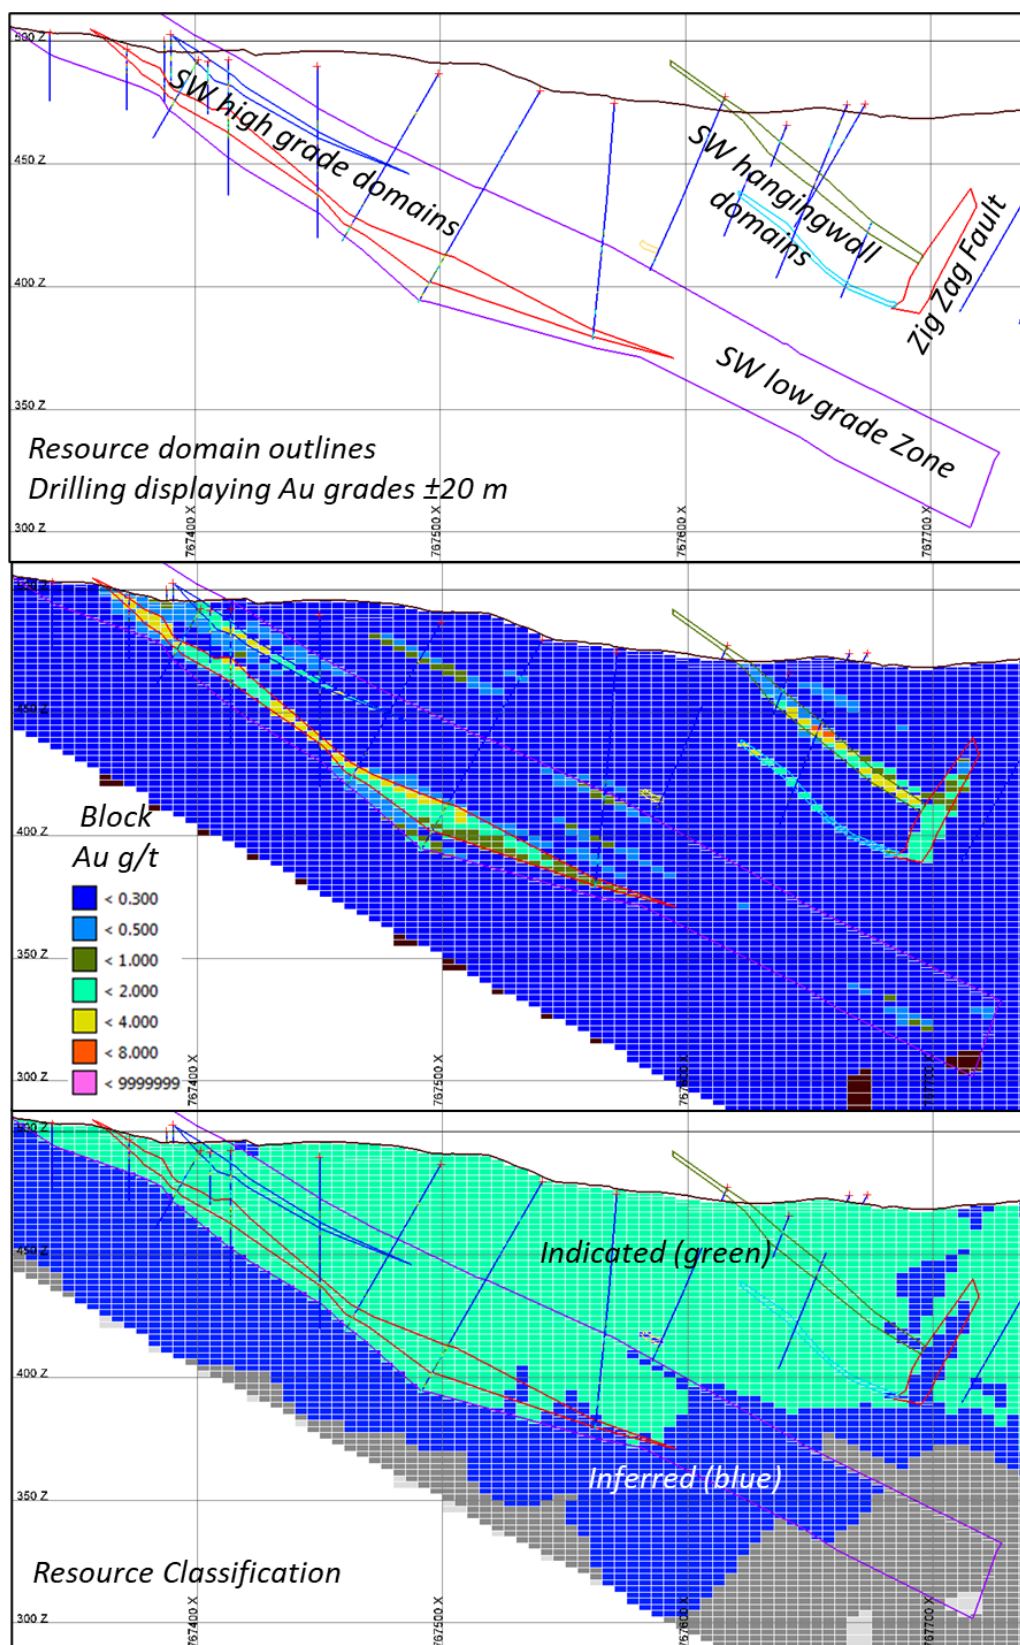 500 Z
SW high grade domains
450 Z
SW hangingwall
domains
400 Z
Zig Zag Fault
SW low grade Zone
350 Z
Resource domain outlines
Drilling displaying Au grades ±20 m
300 Z
767400 X
767500 X
767600 X
767700 X
450 Z
400 Z
Block
Au g/t
< 0.300
< 0.500
< 1.000
< 2.000
< 4.000
< 8.000
< 9999999
350 Z
300 Z
767400 X
767500 X
767600 X
767700 X
450 Z
Indicated (green)
400 Z
Inferred (blue)
350 Z
Resource Classification
300 Z
767400 X
767500 X
767600 X
767700 X